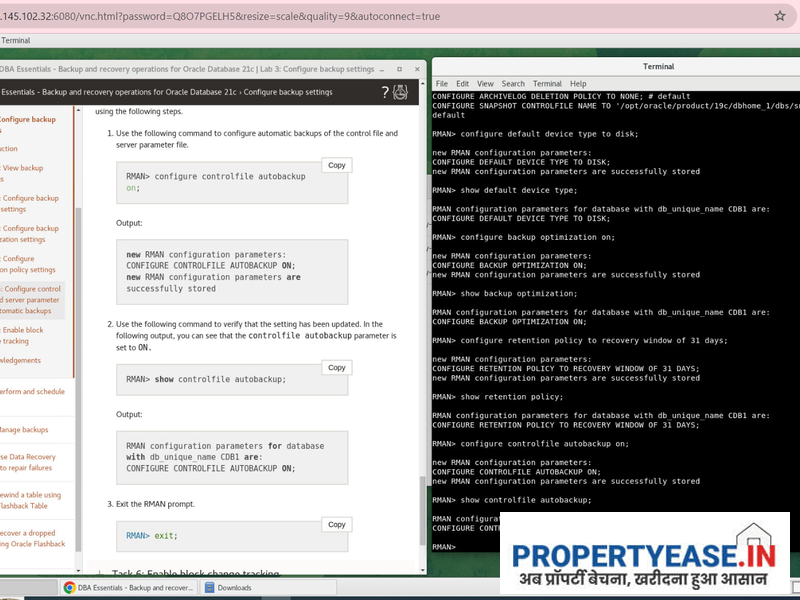 .145.102.32:6080/vnc.html?password=Q8O7PGELH5&resize=scale&quality=9&autoconnect=true
Terminal
DBA Essentials - Backup and recovery operations for Oracle Database 21c | Lab 3: Configure backup settings
Essentials - Backup and recovery operations for Oracle Database 21c › Configure backup settings
?
Configure backup
s
ction
: View backup
s
: Configure backup
settings
: Configure backup
zation settings
: Configure
on policy settings
: Configure control
d server parameter
tomatic backups
: Enable block
e tracking
wledgements
erform and schedule
Manage backups
se Data Recovery
to repair failures
ewind a table using
Flashback Table
ecover a dropped
ng Oracle Flashback
using the following steps.
1. Use the following command to configure automatic backups of the control file and
server parameter file.
Copy
RMAN> configure controlfile autobackup
on;
Output:
new RMAN configuration parameters:
CONFIGURE CONTROLFILE AUTOBACKUP ON;
new RMAN configuration parameters are
successfully stored
2. Use the following command to verify that the setting has been updated. In the
following output, you can see that the controlfile autobackup parameter is
set to ON.
Copy
RMAN> show controlfile autobackup;
Output:
RMAN configuration parameters for database
with db_unique_name CDB1 are:
CONFIGURE CONTROLFILE AUTOBACKUP ON;
3. Exit the RMAN prompt.
Copy
RMAN> exit;
Task 6: Enable block change tracking
Terminal
File Edit View Search Terminal Help
CONFIGURE ARCHIVELOG DELETION POLICY TO NONE; # default
CONFIGURE SNAPSHOT CONTROLFILE NAME TO '/opt/oracle/product/19c/dbhome_1/dbs/sn
default
RMAN> configure default device type to disk;
new RMAN configuration parameters:
CONFIGURE DEFAULT DEVICE TYPE TO DISK;
new RMAN configuration parameters are successfully stored
RMAN> show default device type;
RMAN configuration parameters for database with db_unique_name CDB1 are:
CONFIGURE DEFAULT DEVICE TYPE TO DISK;
RMAN> configure backup optimization on;
new RMAN configuration parameters:
CONFIGURE BACKUP OPTIMIZATION ON;
new RMAN configuration parameters are successfully stored
RMAN> show backup optimization;
RMAN configuration parameters for database with db_unique_name CDB1 are:
CONFIGURE BACKUP OPTIMIZATION ON;
RMAN> configure retention policy to recovery window of 31 days;
new RMAN configuration parameters:
CONFIGURE RETENTION POLICY TO RECOVERY WINDOW OF 31 DAYS;
new RMAN configuration parameters are successfully stored
RMAN> show retention policy;
RMAN configuration parameters for database with db_unique_name CDB1 are:
CONFIGURE RETENTION POLICY TO RECOVERY WINDOW OF 31 DAYS;
RMAN> configure controlfile autobackup on;
new RMAN configuration parameters:
CONFIGURE CONTROLFILE AUTOBACKUP ON;
new RMAN configuration parameters are successfully stored
RMAN> show controlfile autobackup;
RMAN configura
CONFIGURE CONT
RMAN>
PROPERTYEASE.IN
अब प्रॉपर्टी बेचना, खरीदना हुआ आसान
DBA Essentials - Backup and recover...
Downloads